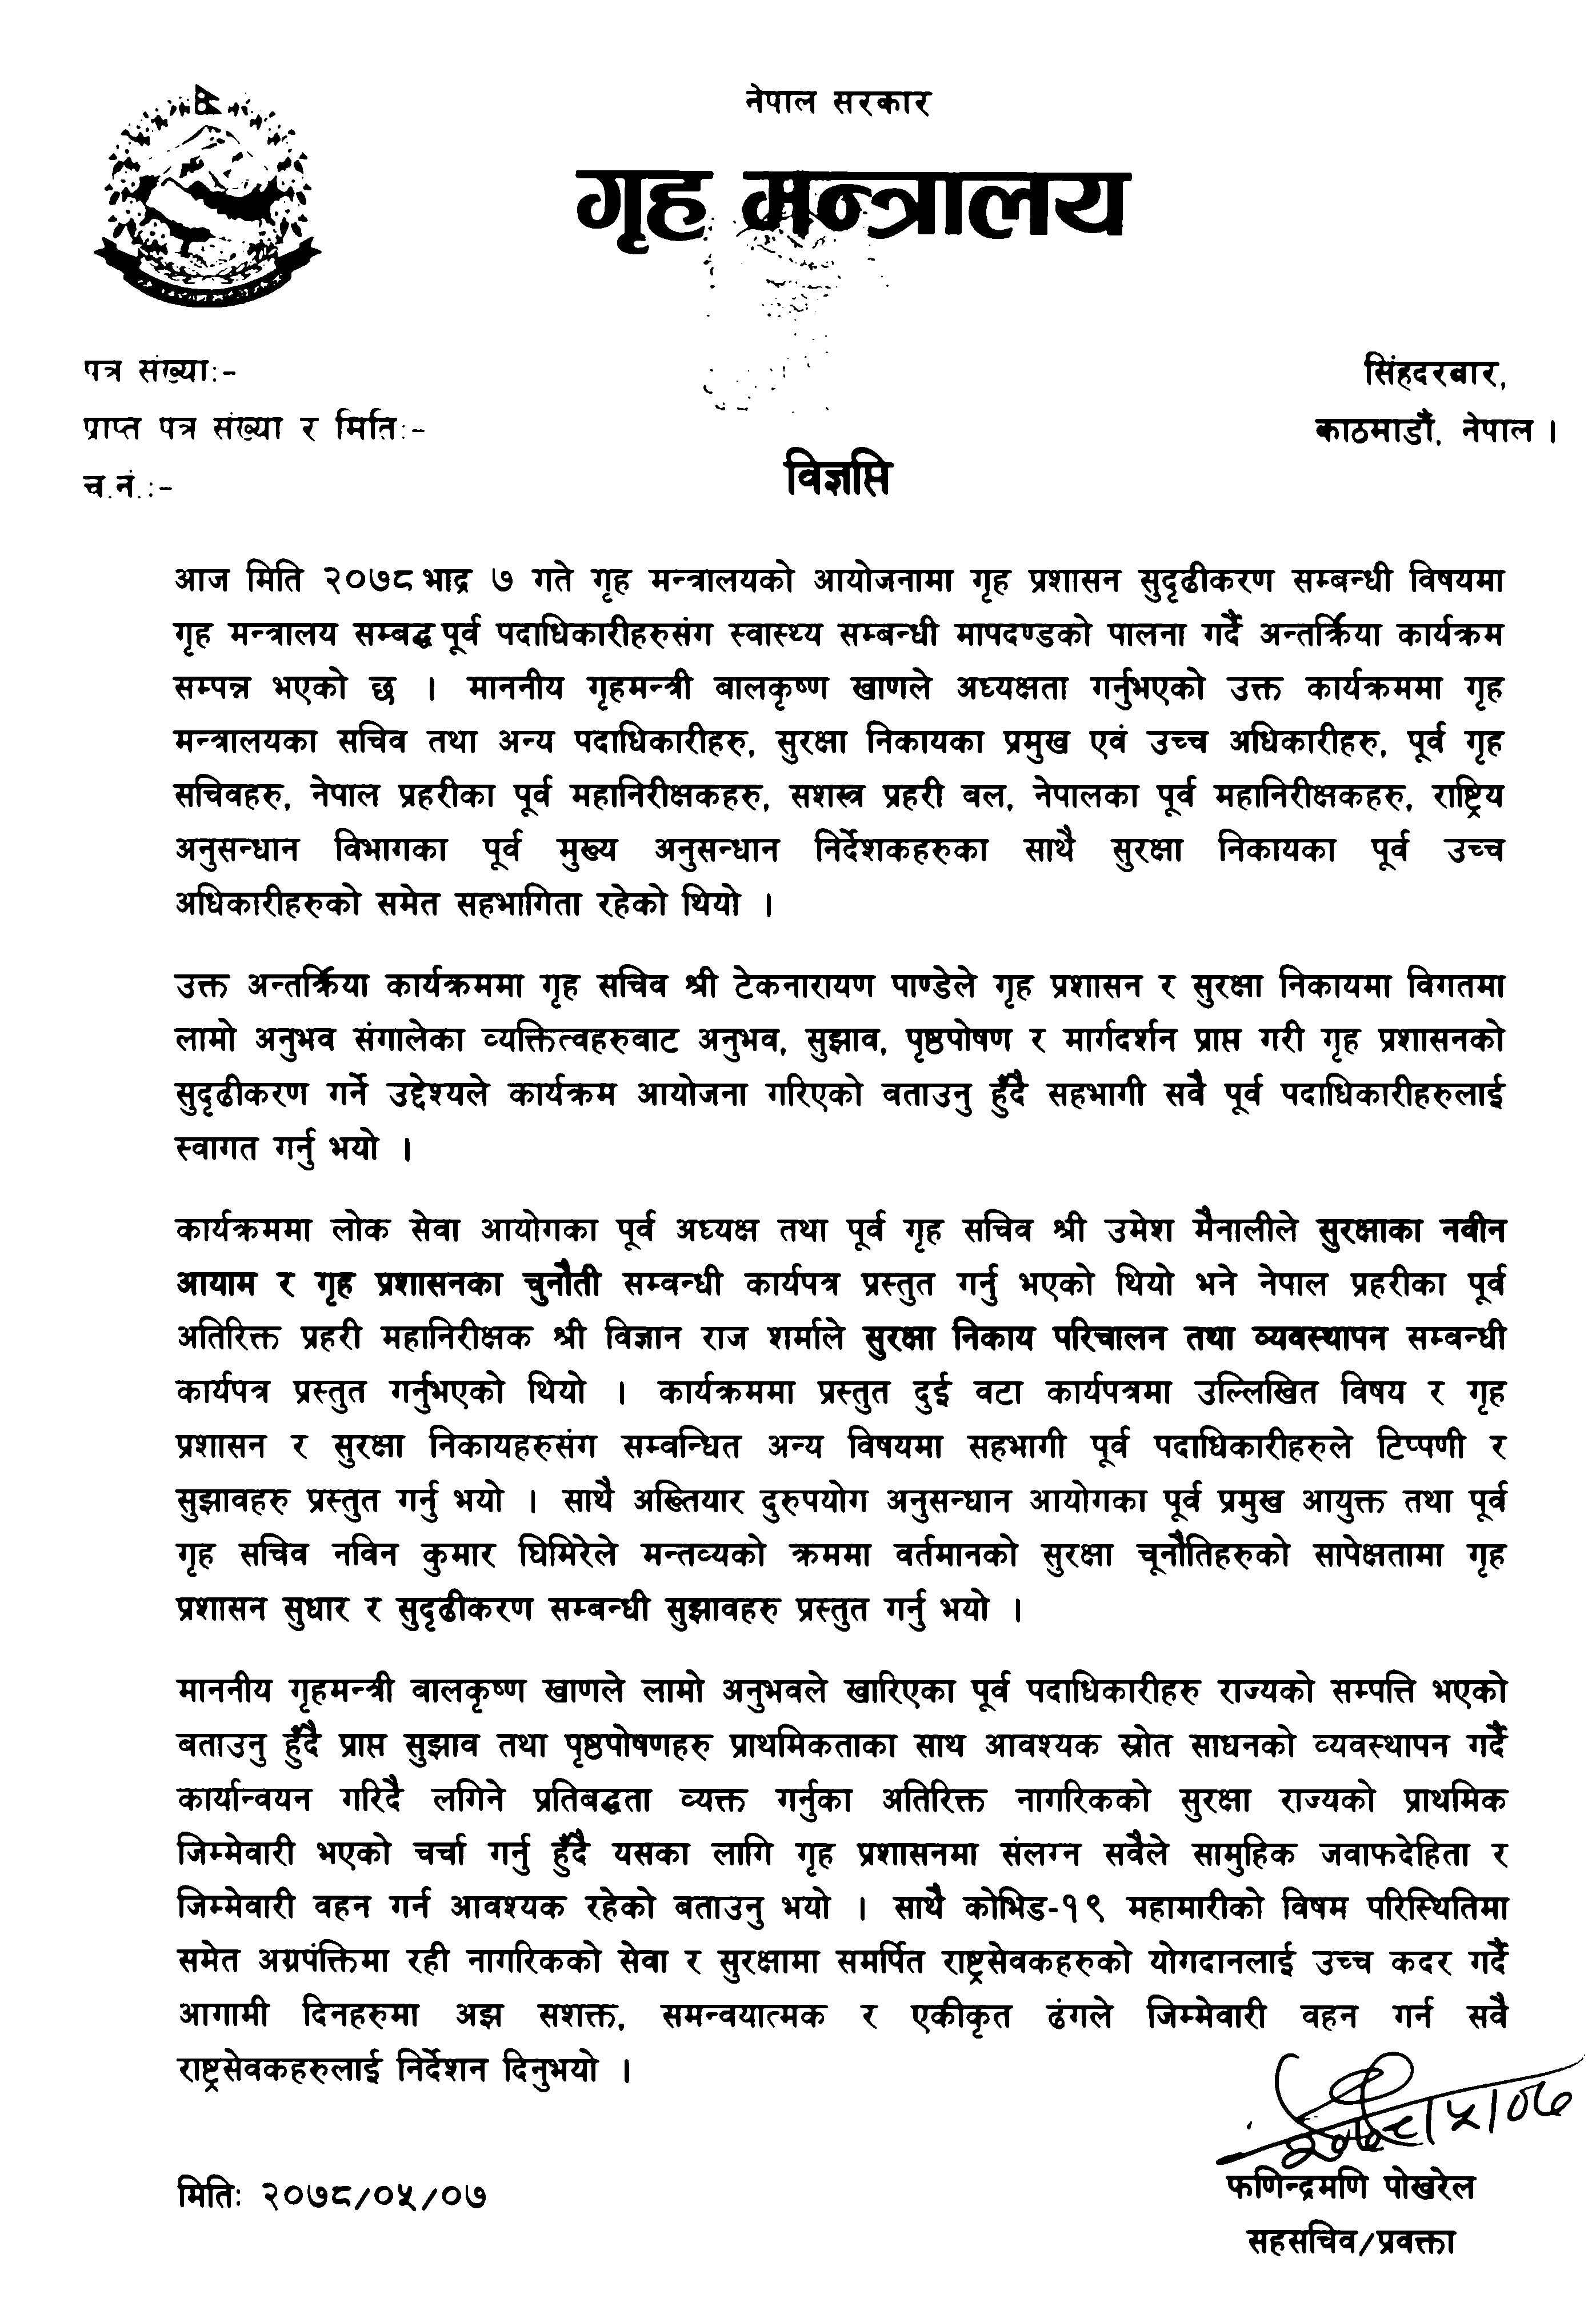 नेपाल सरकार
गृह मन्त्रालय
पत्र संख्या:-
सिंहदरबार,
प्राप्त पत्र संख्या र मिति:-
काठमाडौं, नेपाल ।
च.नं.:-
विज्ञप्ति
आज मिति २०७८ भाद्र ७ गते गृह मन्त्रालयको आयोजनामा गृह प्रशासन सुदृढीकरण सम्बन्धी विषयमा
गृह मन्त्रालय सम्बद्ध पूर्व पदाधिकारीहरुसंग स्वास्थ्य सम्बन्धी मापदण्डको पालना गर्दै अन्तर्क्रिया कार्यक्रम
सम्पन्न भएको छ । माननीय गृहमन्त्री बालकृष्ण खाणले अध्यक्षता गर्नुभएको उक्त कार्यक्रममा गृह
मन्त्रालयका सचिव तथा अन्य पदाधिकारीहरु, सुरक्षा निकायका प्रमुख एवं उच्च अधिकारीहरु, पूर्व गृह
सचिवहरु, नेपाल प्रहरीका पूर्व महानिरीक्षकहरु, सशस्त्र प्रहरी बल, नेपालका पूर्व महानिरीक्षकहरु, राष्ट्रिय
अनुसन्धान विभागका पूर्व मुख्य अनुसन्धान निर्देशकहरुका साथै सुरक्षा निकायका पूर्व उच्च
अधिकारीहरुको समेत सहभागिता रहेको थियो ।
उक्त अन्तर्क्रिया कार्यक्रममा गृह सचिव श्री टेकनारायण पाण्डेले गृह प्रशासन र सुरक्षा निकायमा विगतमा
लामो अनुभव संगालेका व्यक्तित्वहरुबाट अनुभव, सुझाव, पृष्ठपोषण र मार्गदर्शन प्राप्त गरी गृह प्रशासनको
सुदृढीकरण गर्ने उद्देश्यले कार्यक्रम आयोजना गरिएको बताउनु हुँदै सहभागी सवै पूर्व पदाधिकारीहरुलाई
स्वागत गर्नु भयो ।
कार्यक्रममा लोक सेवा आयोगका पूर्व अध्यक्ष तथा पूर्व गृह सचिव श्री उमेश मैनालीले सुरक्षाका नवीन
आयाम र गृह प्रशासनका चुनौती सम्वन्धी कार्यपत्र प्रस्तुत गर्नु भएको थियो भने नेपाल प्रहरीका पूर्व
अतिरिक्त प्रहरी महानिरीक्षक श्री विज्ञान राज शर्माले सुरक्षा निकाय परिचालन तथा व्यवस्थापन सम्वन्धी
कार्यपत्र प्रस्तुत गर्नुभएको थियो । कार्यक्रममा प्रस्तुत दुई वटा कार्यपत्रमा उल्लिखित विषय र गृह
प्रशासन र सुरक्षा निकायहरुसंग सम्वन्धित अन्य विषयमा सहभागी पूर्व पदाधिकारीहरुले टिप्पणी र
सुझावहरु प्रस्तुत गर्नु भयो । साथै अख्तियार दुरुपयोग अनुसन्धान आयोगका पूर्व प्रमुख आयुक्त तथा पूर्व
गृह सचिव नविन कुमार घिमिरेले मन्तव्यको क्रममा वर्तमानको सुरक्षा चूनौतिहरुको सापेक्षतामा गृह
प्रशासन सुधार र सुदृढीकरण सम्बन्धी सुझावहरु प्रस्तुत गर्नु भयो ।
माननीय गृहमन्त्री वालकृष्ण खाणले लामो अनुभवले खारिएका पूर्व पदाधिकारीहरु राज्यको सम्पत्ति भएको
बताउनु हुँदै प्राप्त सुझाव तथा पृष्ठपोषणहरु प्राथमिकताका साथ आवश्यक स्रोत साधनको व्यवस्थापन गर्दै
कार्यान्वयन गरिदै लगिने प्रतिबद्धता व्यक्त गर्नुका अतिरिक्त नागरिकको सुरक्षा राज्यको प्राथमिक
जिम्मेवारी भएको चर्चा गर्नु हुँदै यसका लागि गृह प्रशासनमा संलग्न सवैले सामुहिक जवाफदेहिता र
जिम्मेवारी वहन गर्न आवश्यक रहेको बताउनु भयो । साथै कोभिड-१९ महामारीको विषम परिस्थितिमा
समेत अग्रपंक्तिमा रही नागरिकको सेवा र सुरक्षामा समर्पित राष्ट्रसेवकहरुको योगदानलाई उच्च कदर गर्दै
आगामी दिनहरुमा अझ सशक्त, समन्वयात्मक र एकीकृत ढंगले जिम्मेवारी वहन गर्न सवै
राष्ट्रसेवकहरुलाई निर्देशन दिनुभयो ।
२०७८।५।०७
मितिः २०७८/०५/०७
फणिन्द्रमणि पोखरेल
सहसचिव/प्रवक्ता